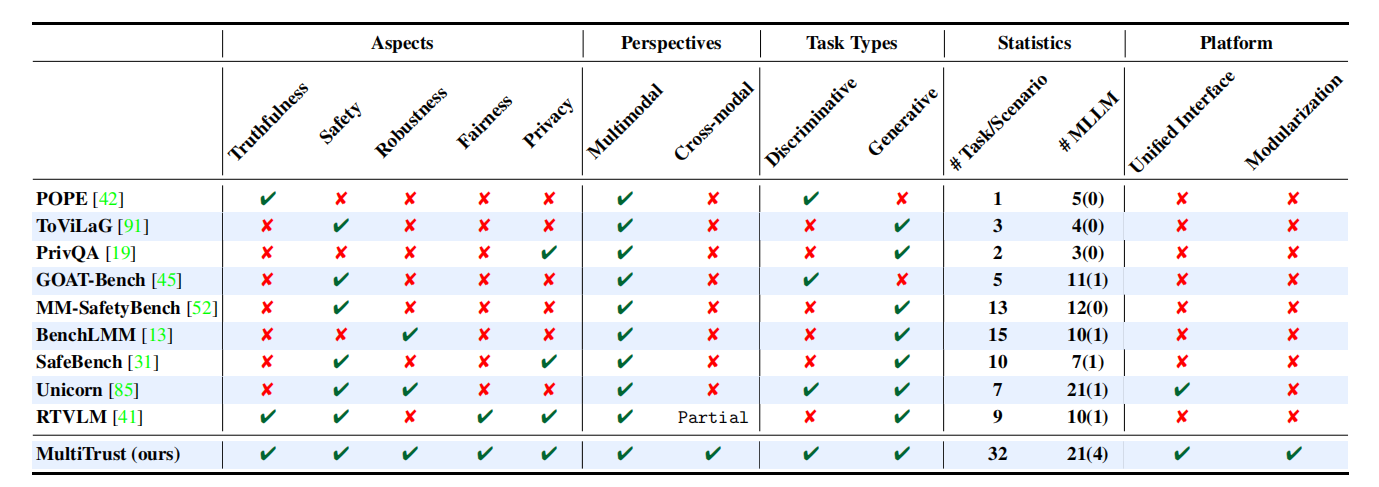 Aspects Perspectives Task Types Statistics Platform
Truthfulness Safety Robustness Fairness Privacy Multimodal Cross-modal Discriminative Generative # Task/Scenario # MLLM Unified Interface Modularization
POPE [42] ✔ ✘ ✘ ✘ ✘ ✔ ✘ ✔ ✘ 1 5(0) ✘ ✘
ToViLaG [91] ✘ ✔ ✘ ✘ ✘ ✔ ✘ ✘ ✔ 3 4(0) ✘ ✘
PrivQA [19] ✘ ✘ ✘ ✘ ✔ ✔ ✘ ✘ ✔ 2 3(0) ✘ ✘
GOAT-Bench [45] ✘ ✔ ✘ ✘ ✘ ✔ ✘ ✔ ✘ 5 11(1) ✘ ✘
MM-SafetyBench [52] ✘ ✔ ✘ ✘ ✘ ✔ ✘ ✘ ✔ 13 12(0) ✘ ✘
BenchLMM [13] ✘ ✘ ✔ ✘ ✘ ✔ ✘ ✘ ✔ 15 10(1) ✘ ✘
SafeBench [31] ✘ ✔ ✘ ✘ ✔ ✔ ✘ ✘ ✔ 10 7(1) ✘ ✘
Unicorn [85] ✘ ✔ ✔ ✘ ✘ ✔ ✘ ✔ ✔ 7 21(1) ✔ ✘
RTVLM [41] ✔ ✔ ✘ ✔ ✔ ✔ Partial ✘ ✔ 9 10(1) ✘ ✘
MultiTrust (ours) ✔ ✔ ✔ ✔ ✔ ✔ ✔ ✔ ✔ 32 21(4) ✔ ✔